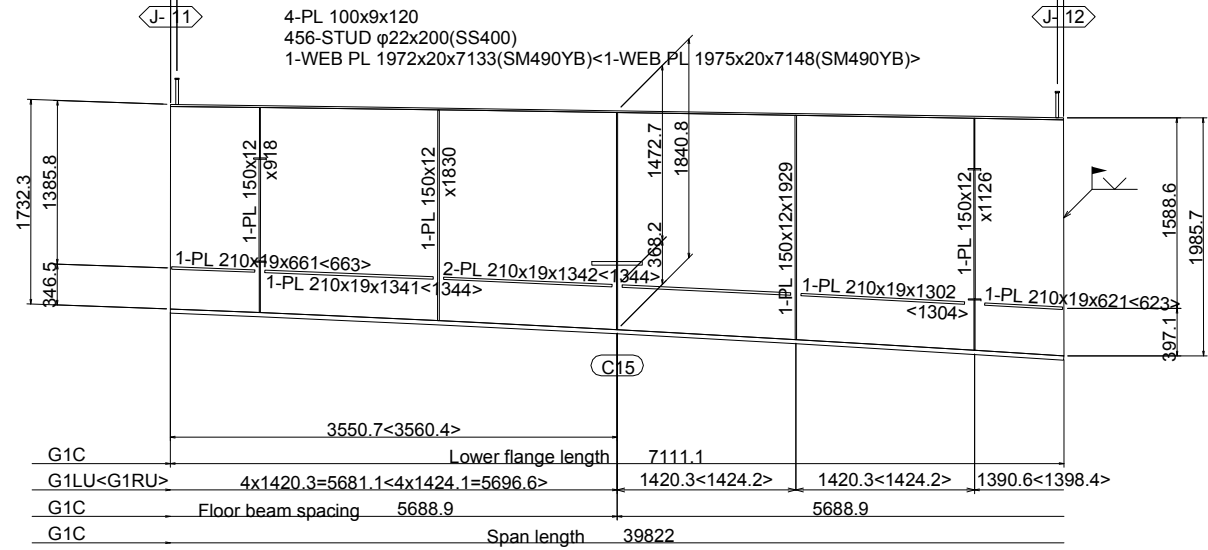 J- 11
4-PL 100x9x120
J- 12
456-STUD φ22x200(SS400)
1-WEB PL 1972x20x7133(SM490YB)<1-WEB PL 1975x20x7148(SM490YB)>
1732.3
1385.8
346.5
1-PL 150x12
x918
1-PL 150x12
x1830
1472.7
1840.8
368.2
1-PL 150x12x1929
1-PL 150x12
x1126
1588.6
1985.7
397.1
1-PL 210x19x661<663>
1-PL 210x19x1341<1344>
2-PL 210x19x1342<1344>
1-PL 210x19x1302
<1304>
1-PL 210x19x621<623>
C15
3550.7<3560.4>
G1C Lower flange length 7111.1
G1LU<G1RU> 4x1420.3=5681.1<4x1424.1=5696.6> 1420.3<1424.2> 1420.3<1424.2> 1390.6<1398.4>
G1C Floor beam spacing 5688.9 5688.9
G1C Span length 39822